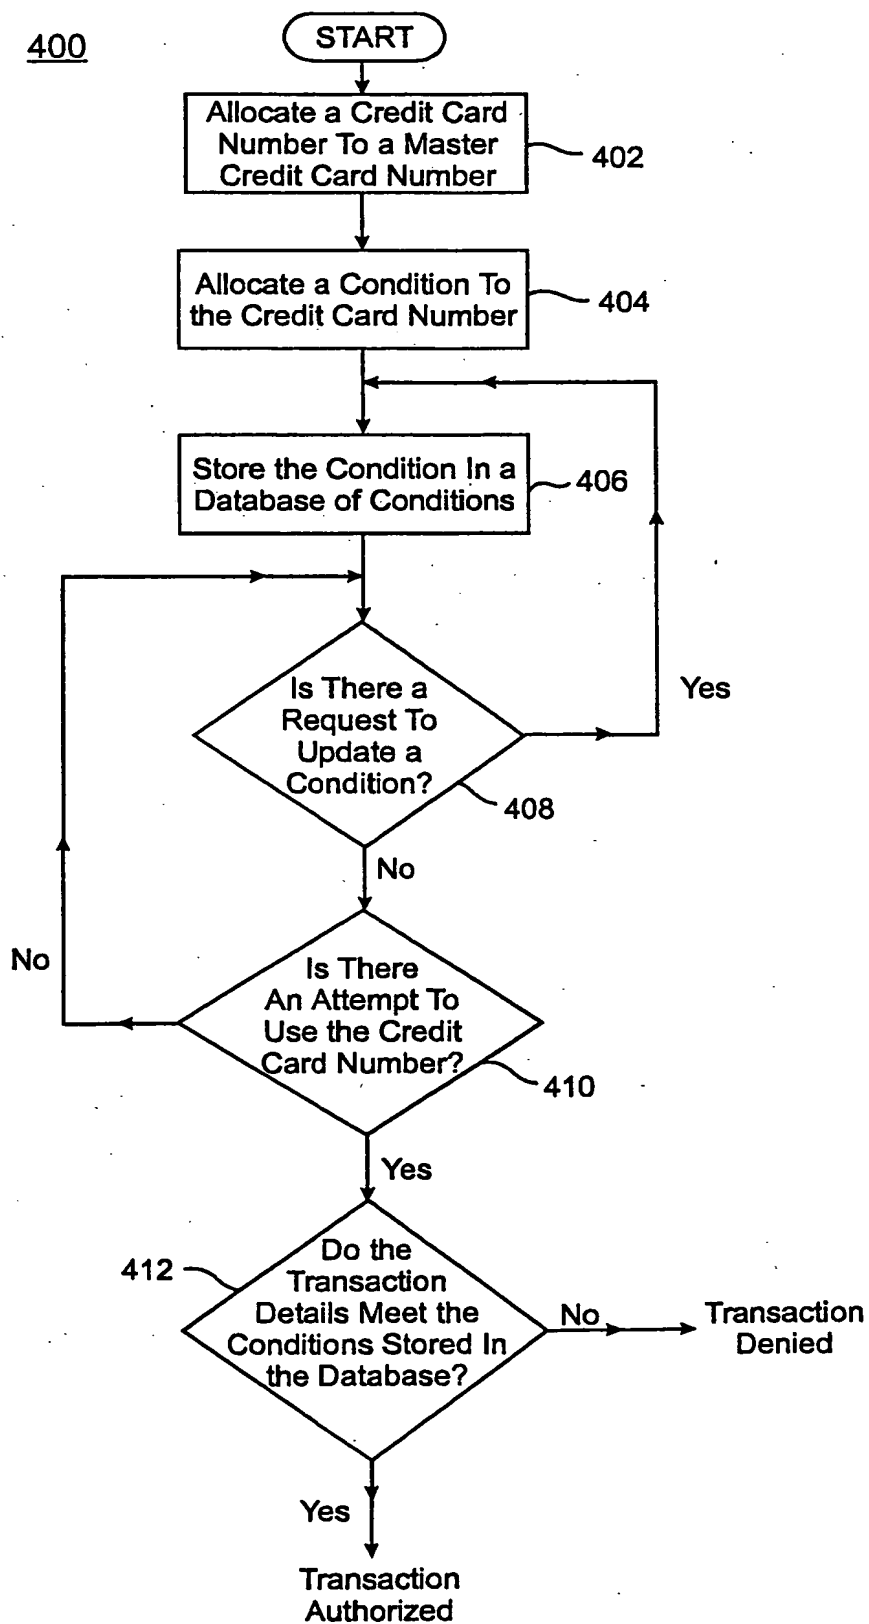 400
START
Allocate a Credit Card
Number To a Master
Credit Card Number
402
Allocate a Condition To
the Credit Card Number
404
Store the Condition In a
Database of Conditions
406
Is There a
Request To
Update a
Condition?
Yes
408
No
No
Is There
An Attempt To
Use the Credit
Card Number?
410
Yes
412
Do the
Transaction
Details Meet the
Conditions Stored In
the Database?
No
Transaction
Denied
Yes
Transaction
Authorized